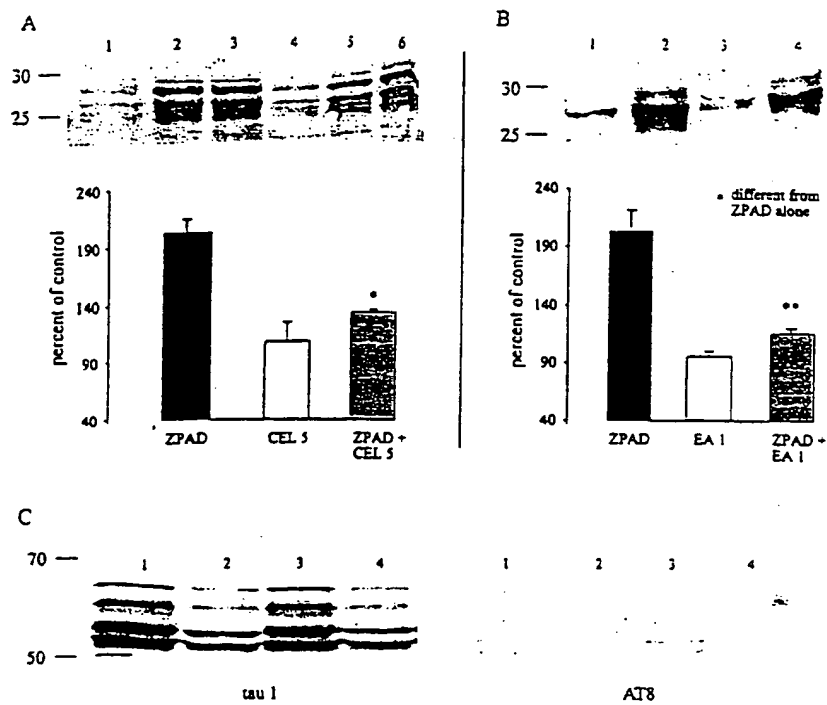 A
1 2 3 4 5 6
30
25
240
190
140
90
40
percent of control
•
ZPAD
CEL 5
ZPAD +
CEL 5
B
1 2 3 4
30
25
240
190
140
90
40
percent of control
• different from
ZPAD alone
••
ZPAD
EA 1
ZPAD +
EA 1
C
70
50
1 2 3 4
1 2 3 4
tau 1
AT8